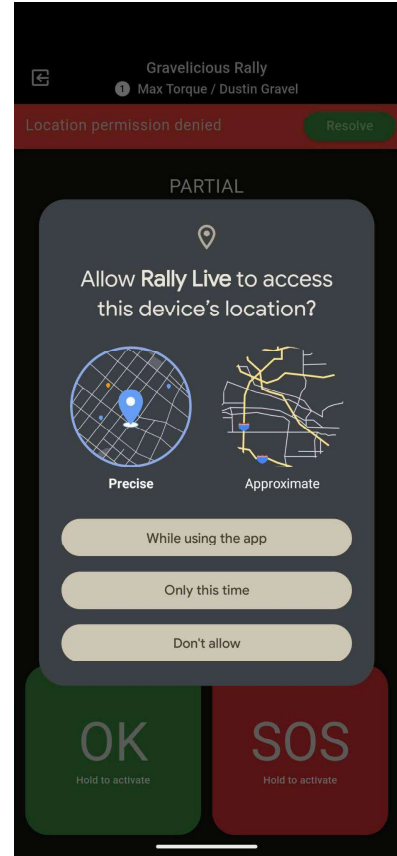 Gravelicious Rally
1 Max Torque / Dustin Gravel
Location permission denied
Resolve
PARTIAL
Allow Rally Live to access
this device's location?
Precise
Approximate
While using the app
Only this time
Don't allow
OK
Hold to activate
SOS
Hold to activate